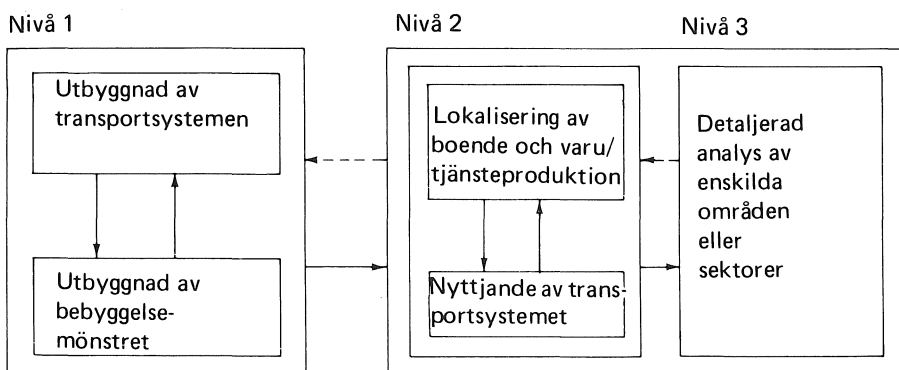 Nivå 1
Nivå 2
Nivå 3
Utbyggnad av
transportsystemen
Utbyggnad av
bebyggelse-
mönstret
Lokalisering av
boende och varu/
tjänsteproduktion
Nyttjande av trans-
portsystemet
Detaljerad
analys av
enskilda
områden
eller
sektorer